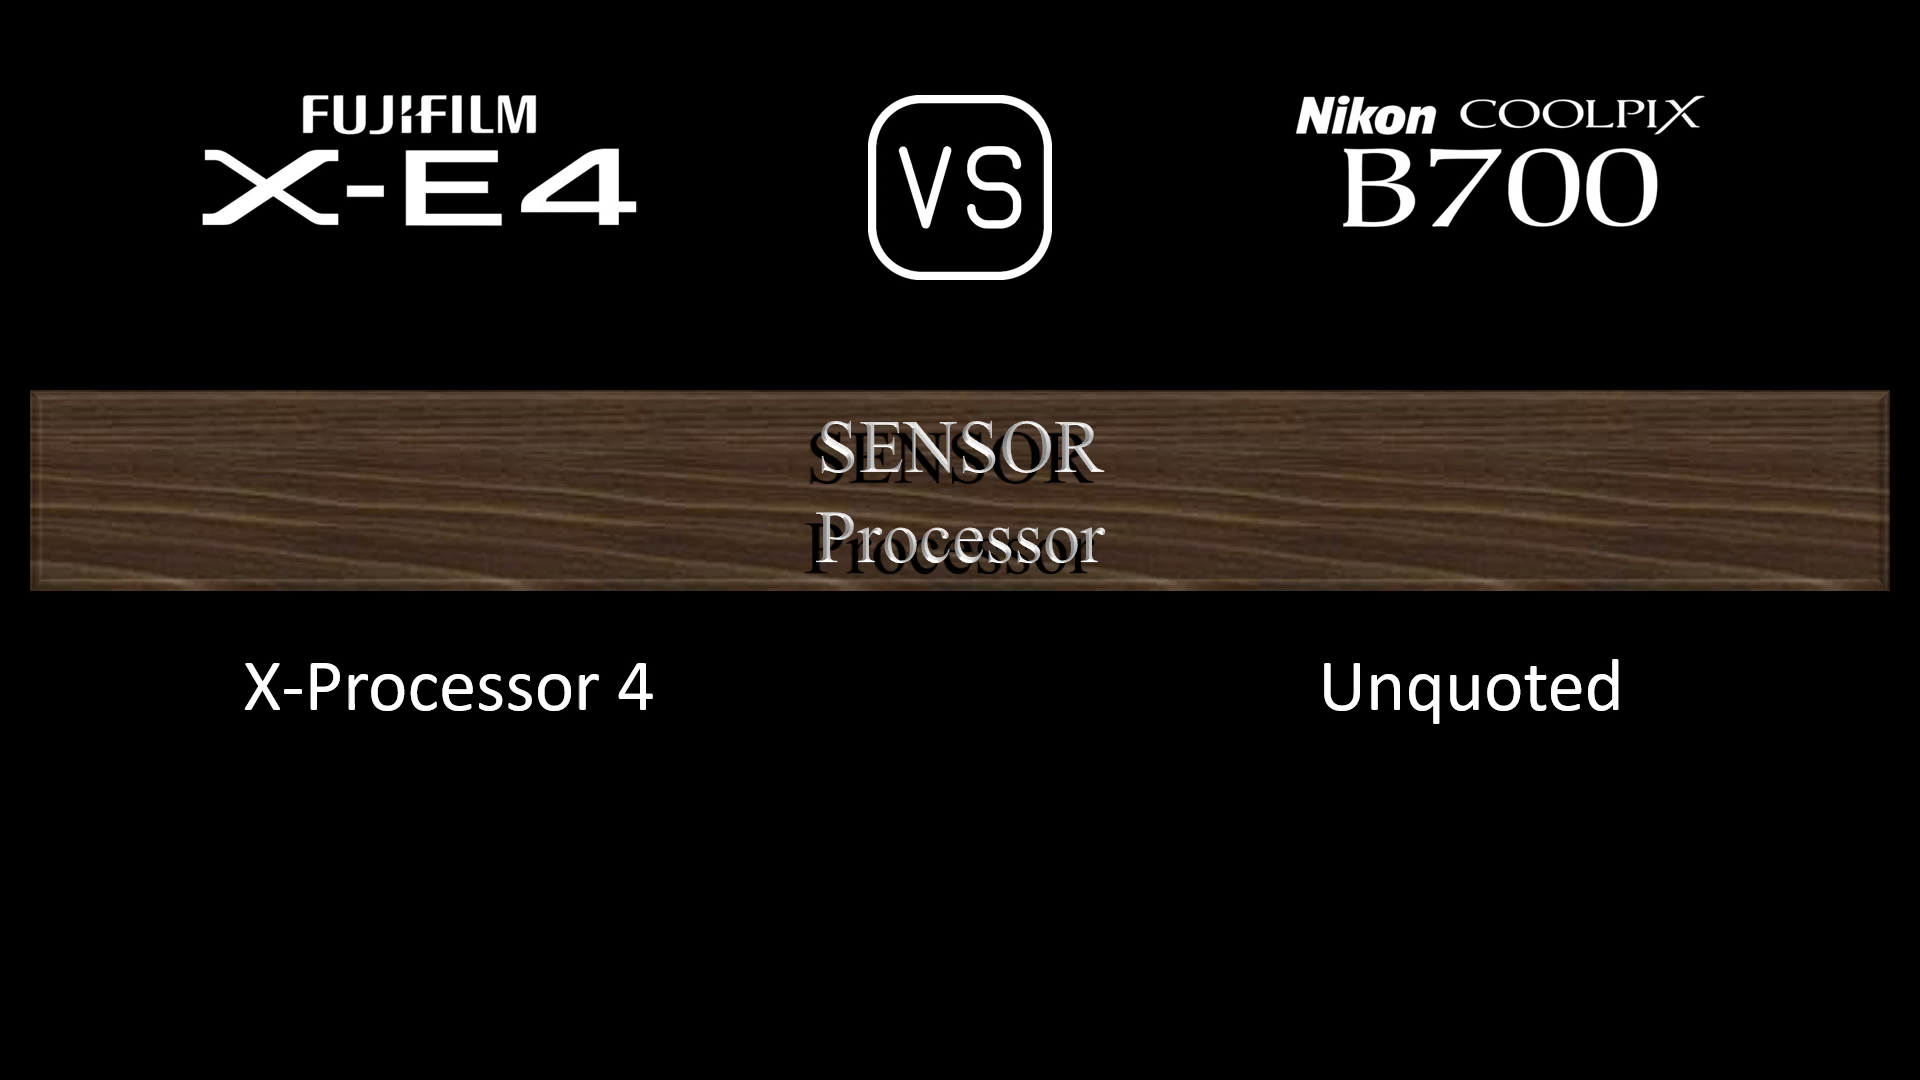 FUJIFILM
X-E4
VS
Nikon COOLPIX
B700
SENSOR
Processor
X-Processor 4
Unquoted